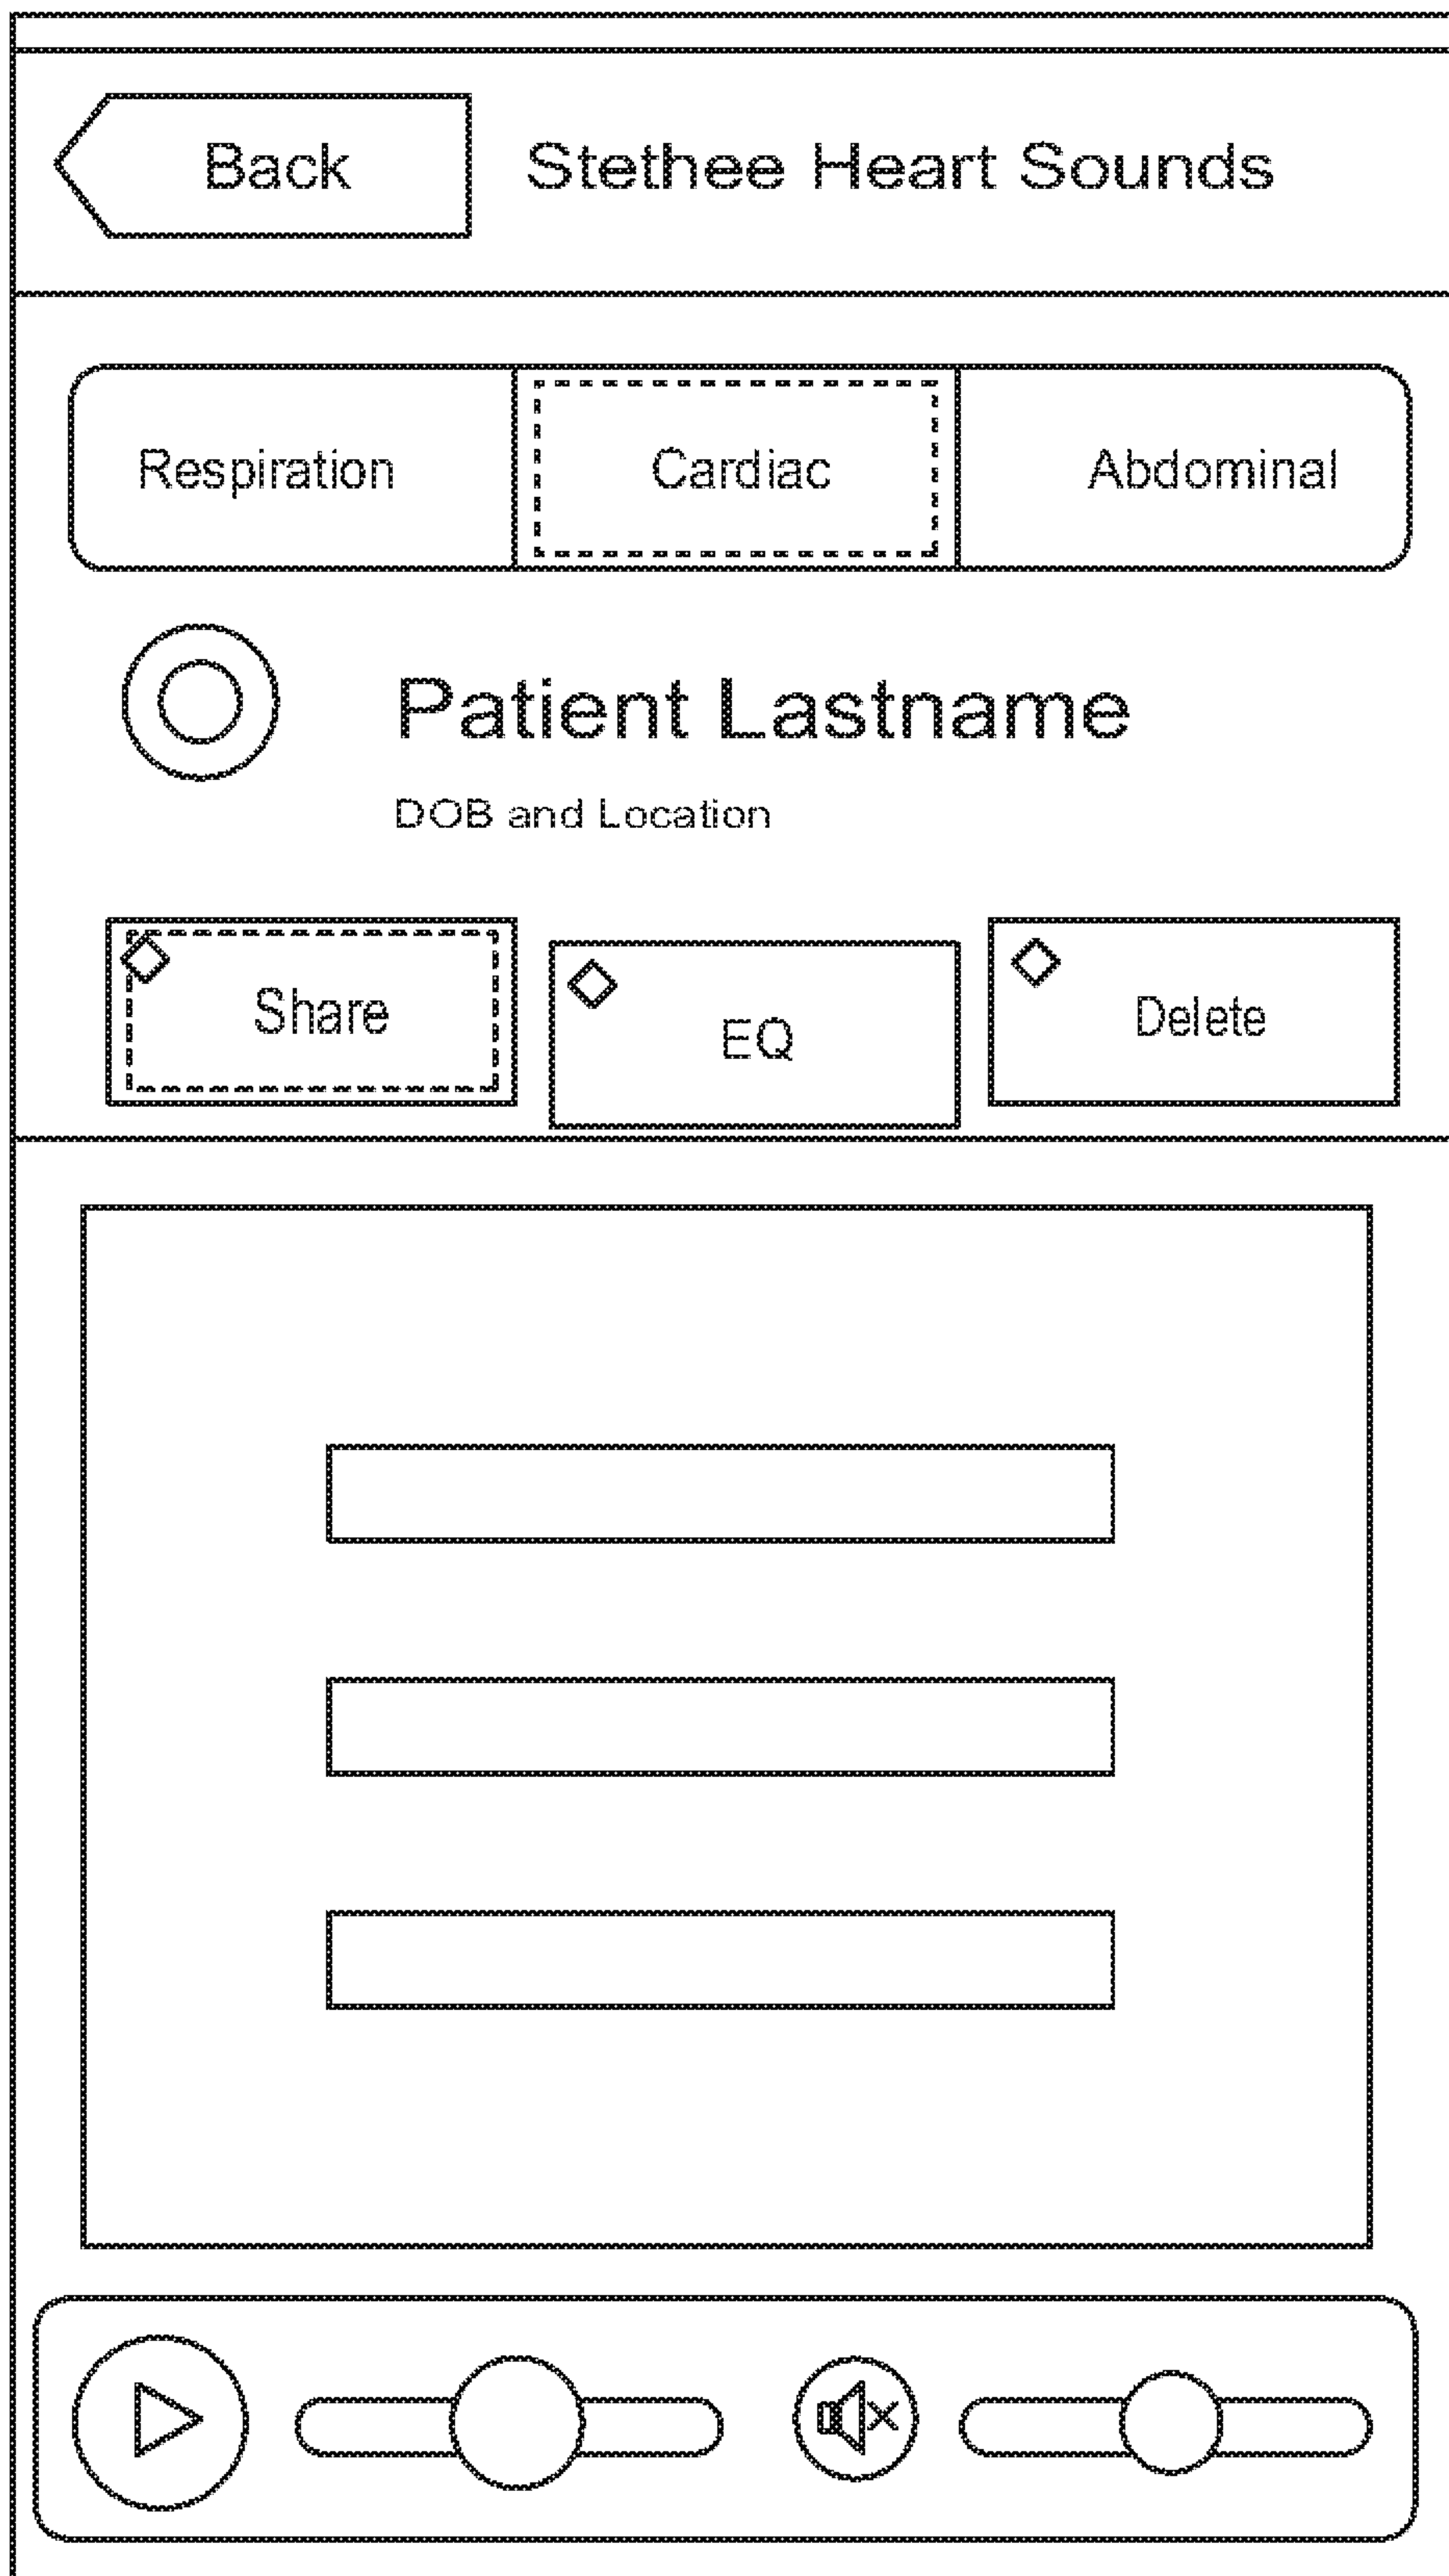 Back Stethee Heart Sounds
Respiration Cardiac Abdominal
Patient Lastname
DOB and Location
Share EQ Delete